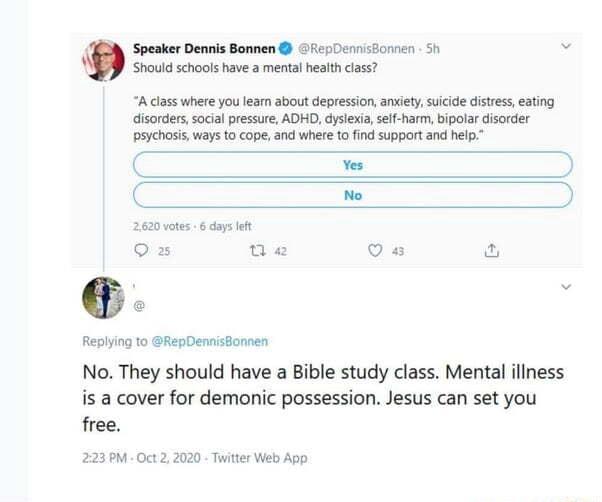 Speaker Dennis Bonnen @RepDennisBonnen · 5h
Should schools have a mental health class?
"A class where you learn about depression, anxiety, suicide distress, eating
disorders, social pressure, ADHD, dyslexia, self-harm, bipolar disorder
psychosis, ways to cope, and where to find support and help."
Yes
No
2,620 votes · 6 days left
25 42 43
@
Replying to @RepDennisBonnen
No. They should have a Bible study class. Mental illness
is a cover for demonic possession. Jesus can set you
free.
2:23 PM · Oct 2, 2020 · Twitter Web App